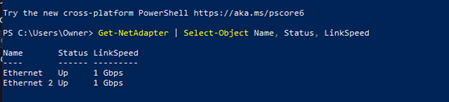 Try the new cross-platform PowerShell https://aka.ms/pscore6
PS C:\Users\Owner> Get-NetAdapter | Select-Object Name, Status, LinkSpeed
Name Status LinkSpeed
---- ------ ---------
Ethernet Up 1 Gbps
Ethernet 2 Up 1 Gbps